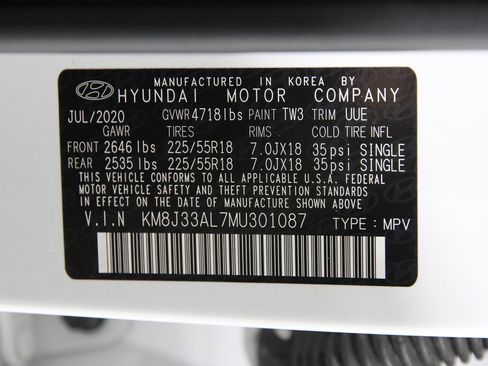 MANUFACTURED IN KOREA BY
HYUNDAI MOTOR COMPANY
JUL/2020 GVWR 4718lbs PAINT TW3 TRIM UUE
GAWR TIRES RIMS COLD TIRE INFL
FRONT 2646 lbs 225/55R18 7.0JX18 35psi SINGLE
REAR 2535 lbs 225/55R18 7.0JX18 35psi SINGLE
THIS VEHICLE CONFORMS TO ALL APPLICABLE U.S.A. FEDERAL
MOTOR VEHICLE SAFETY AND THEFT PREVENTION STANDARDS
IN EFFECT ON THE DATE OF MANUFACTURE SHOWN ABOVE
V.I.N KM8J33AL7MU301087 TYPE : MPV